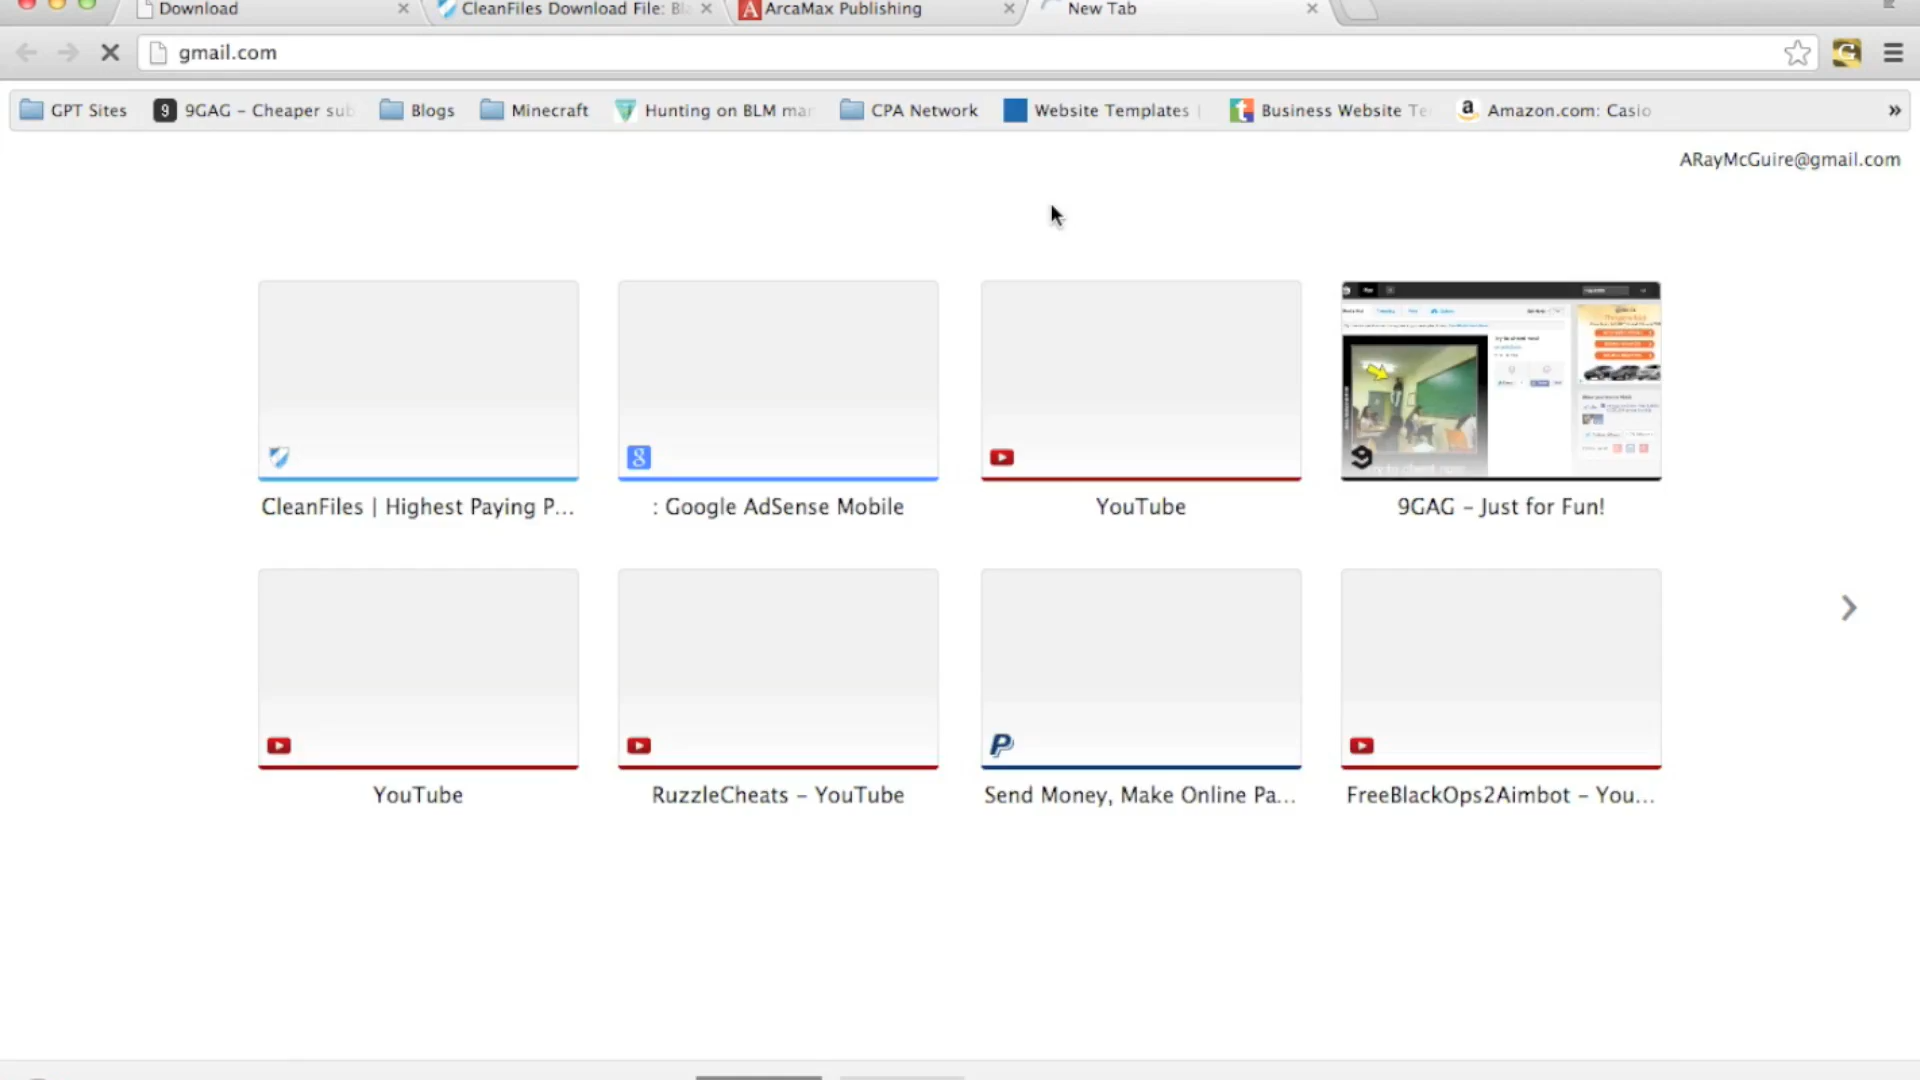 Download
CleanFiles Download File: Bla
ArcaMax Publishing
New Tab
gmail.com
GPT Sites
9GAG - Cheaper sub
Blogs
Minecraft
Hunting on BLM mar
CPA Network
Website Templates |
Business Website Te
Amazon.com: Casio
»
ARayMcGuire@gmail.com
CleanFiles | Highest Paying P...
: Google AdSense Mobile
YouTube
9GAG - Just for Fun!
YouTube
RuzzleCheats - YouTube
Send Money, Make Online Pa...
FreeBlackOps2Aimbot - You...